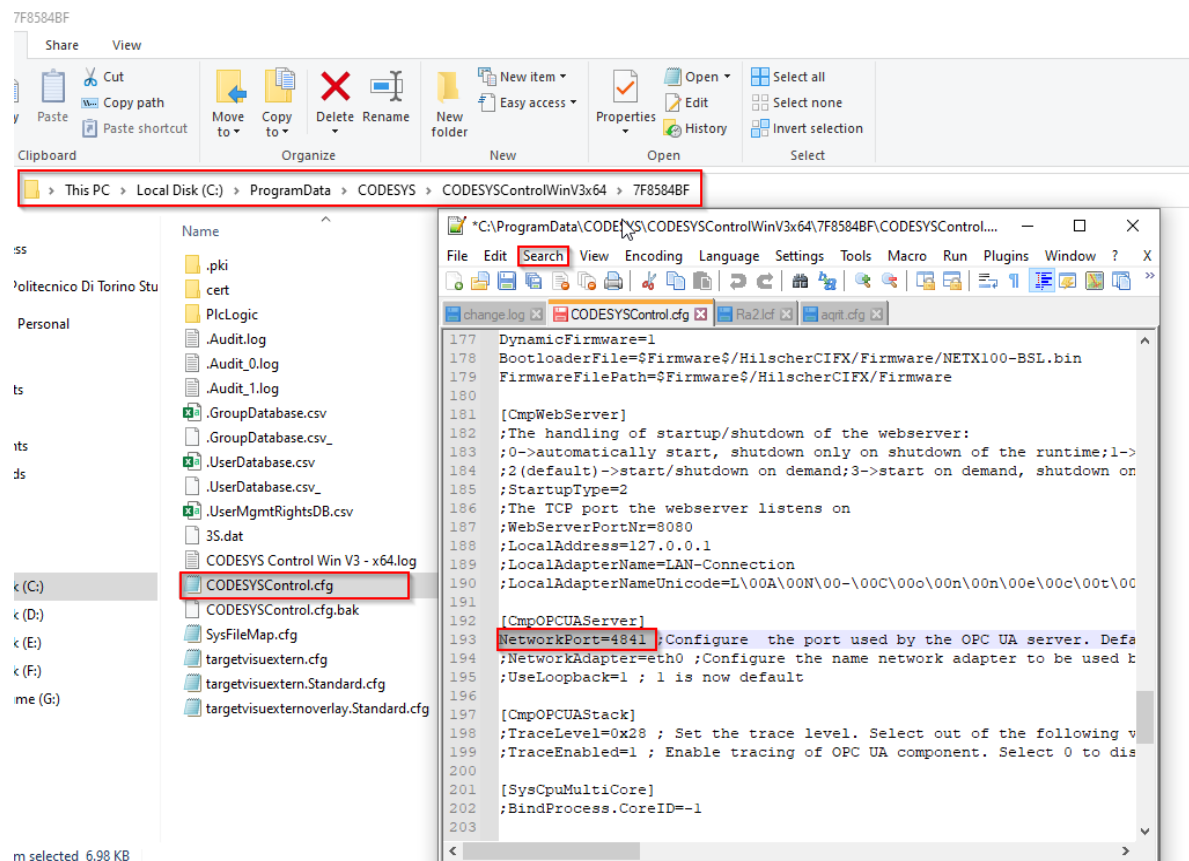 7F8584BF
Share View
Cut
Copy path
Paste shortcut
Paste
Move to
Copy to
Delete
Rename
New folder
New item
Easy access
Properties
Open
Edit
History
Select all
Select none
Invert selection
Clipboard
Organize
New
Open
Select
> This PC > Local Disk (C:) > ProgramData > CODESYS > CODESYSControlWinV3x64 > 7F8584BF
Politecnico Di Torino Stu
Personal
(C:)
(D:)
(E:)
(F:)
(G:)
Name
.pki
cert
PlcLogic
.Audit.log
.Audit_0.log
.Audit_1.log
.GroupDatabase.csv
.GroupDatabase.csv_
.UserDatabase.csv
.UserDatabase.csv_
.UserMgmtRightsDB.csv
3S.dat
CODESYS Control Win V3 - x64.log
CODESYSControl.cfg
CODESYSControl.cfg.bak
SysFileMap.cfg
targetvisuextern.cfg
targetvisuextern.Standard.cfg
targetvisuexternoverlay.Standard.cfg
*C:\ProgramData\CODESYS\CODESYSControlWinV3x64\7F8584BF\CODESYSControl....
File Edit Search View Encoding Language Settings Tools Macro Run Plugins Window ? X
change.log CODESYSControl.cfg Ra2.lcf aqrit.cfg
177 DynamicFirmware=1
178 BootloaderFile=$Firmware$/HilscherCIFX/Firmware/NETX100-BSL.bin
179 FirmwareFilePath=$Firmware$/HilscherCIFX/Firmware
180
181 [CmpWebServer]
182 ;The handling of startup/shutdown of the webserver:
183 ;0->automatically start, shutdown only on shutdown of the runtime;1->
184 ;2(default)->start/shutdown on demand;3->start on demand, shutdown on
185 ;StartupType=2
186 ;The TCP port the webserver listens on
187 ;WebServerPortNr=8080
188 ;LocalAddress=127.0.0.1
189 ;LocalAdapterName=LAN-Connection
190 ;LocalAdapterNameUnicode=L\00A\00N\00-\00C\00o\00n\00n\00e\00c\00t\00
191
192 [CmpOPCUAServer]
193 NetworkPort=4841 ;Configure the port used by the OPC UA server. Defa
194 ;NetworkAdapter=eth0 ;Configure the name network adapter to be used b
195 ;UseLoopback=1 ; 1 is now default
196
197 [CmpOPCUAStack]
198 ;TraceLevel=0x28 ; Set the trace level. Select out of the following v
199 ;TraceEnabled=1 ; Enable tracing of OPC UA component. Select 0 to dis
200
201 [SysCpuMultiCore]
202 ;BindProcess.CoreID=-1
203
m selected 6.98 KB